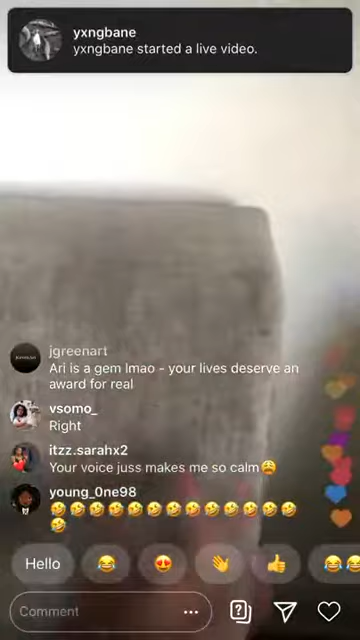 yxngbane
yxngbane started a live video.
jgreenart
Ari is a gem lmao - your lives deserve an
award for real
vsomo_
Right
itzz.sarahx2
Your voice juss makes me so calm😩
young_0ne98
🤣🤣🤣🤣🤣🤣🤣🤣🤣🤣🤣🤣
🤣
Hello 😂 😍 👋 👍 😂😂
Comment